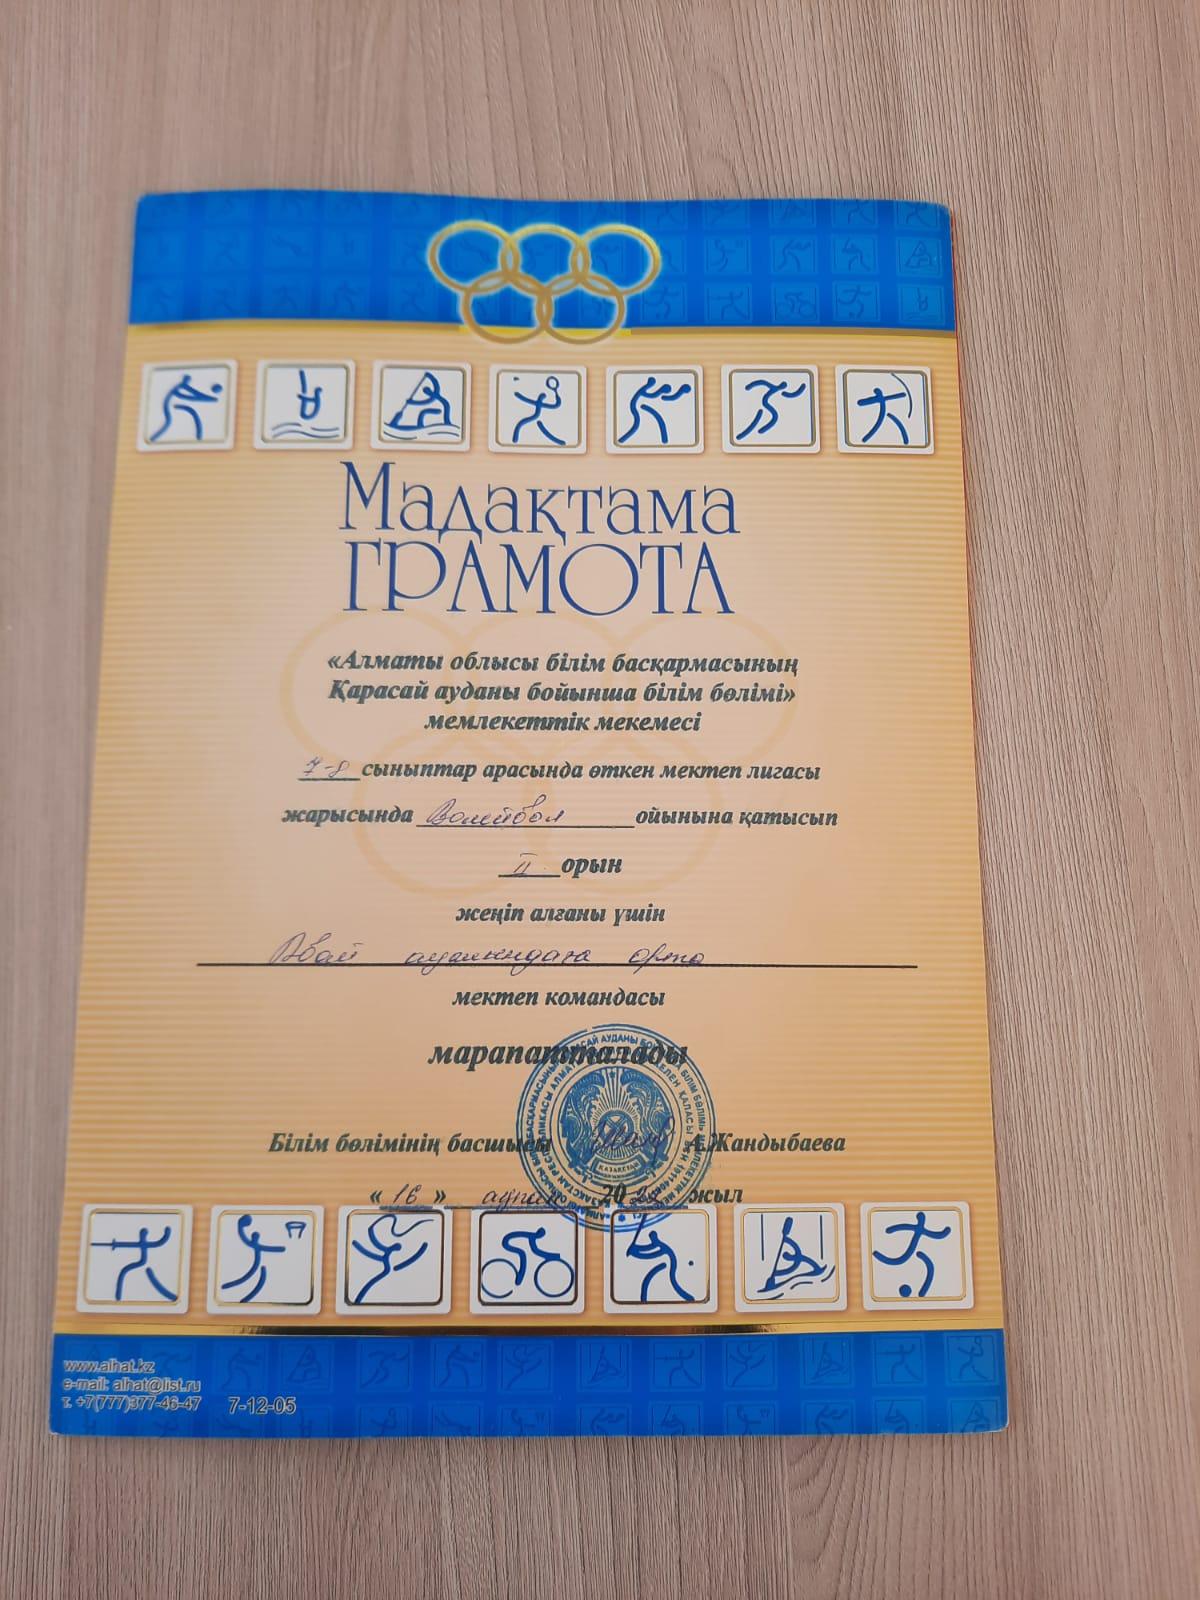 Мадақтама
ГРАМОТА
«Алматы облысы білім басқармасының
Қарасай ауданы бойынша білім бөлімі»
мемлекеттік мекемесі
7-8 сыныптар арасында өткен мектеп лигасы
жарысында Волейбол ойынына қатысып
II орын
жеңіп алғаны үшін
Абай ауылындағы орта
мектеп командасы
марапатталады
Білім бөлімінің басшысы А.Жандыбаева
«16» 20 жыл
www.alhat.kz
e-mail: alhat@list.ru
т. +7(777)377-46-47 7-12-05